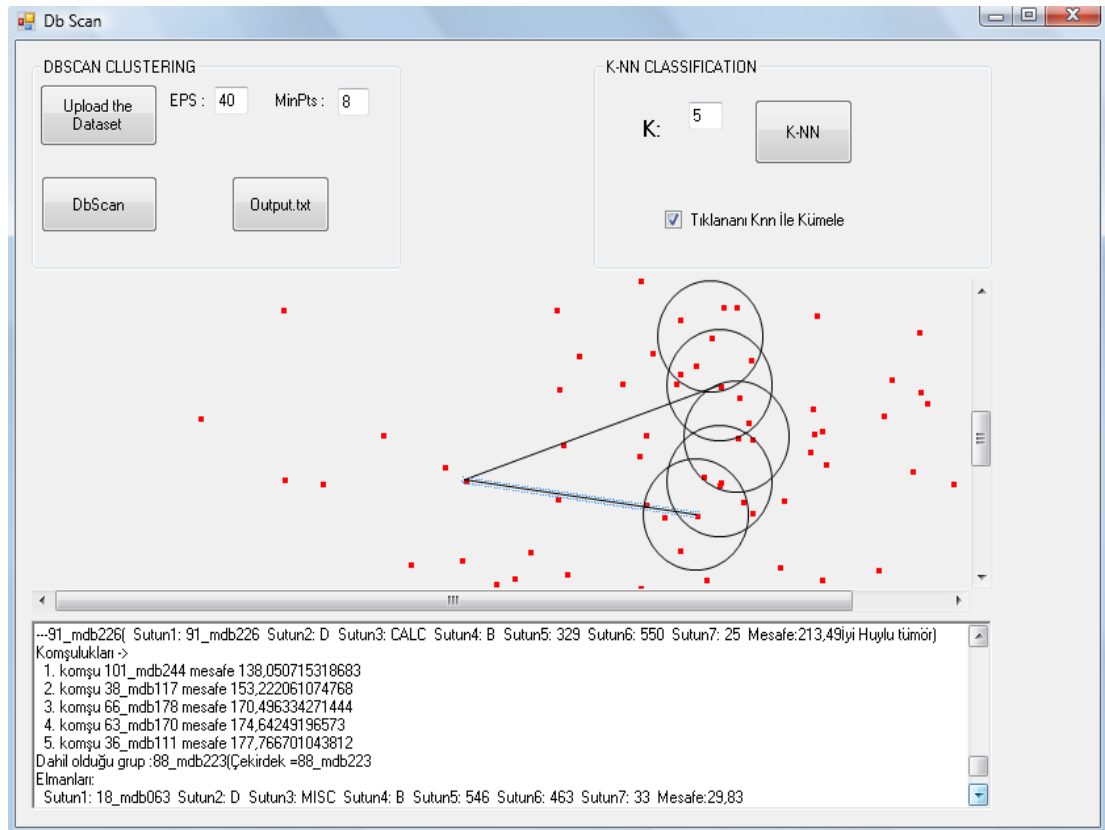 Db Scan
DBSCAN CLUSTERING
Upload the
Dataset
EPS : 40 MinPts : 8
DbScan Output.txt
K-NN CLASSIFICATION
K: 5 K-NN
Tıklananı Knn İle Kümele
---91_mdb226( Sutun1: 91_mdb226 Sutun2: D Sutun3: CALC Sutun4: B Sutun5: 329 Sutun6: 550 Sutun7: 25 Mesafe:213,49İyi Huylu tümör)
Komşulukları ->
1. komşu 101_mdb244 mesafe 138,050715318683
2. komşu 38_mdb117 mesafe 153,222061074768
3. komşu 66_mdb178 mesafe 170,496334271444
4. komşu 63_mdb170 mesafe 174,64249196573
5. komşu 36_mdb111 mesafe 177,766701043812
Dahil olduğu grup :88_mdb223(Çekirdek =88_mdb223
Elmanları:
Sutun1: 18_mdb063 Sutun2: D Sutun3: MISC Sutun4: B Sutun5: 546 Sutun6: 463 Sutun7: 33 Mesafe:29,83